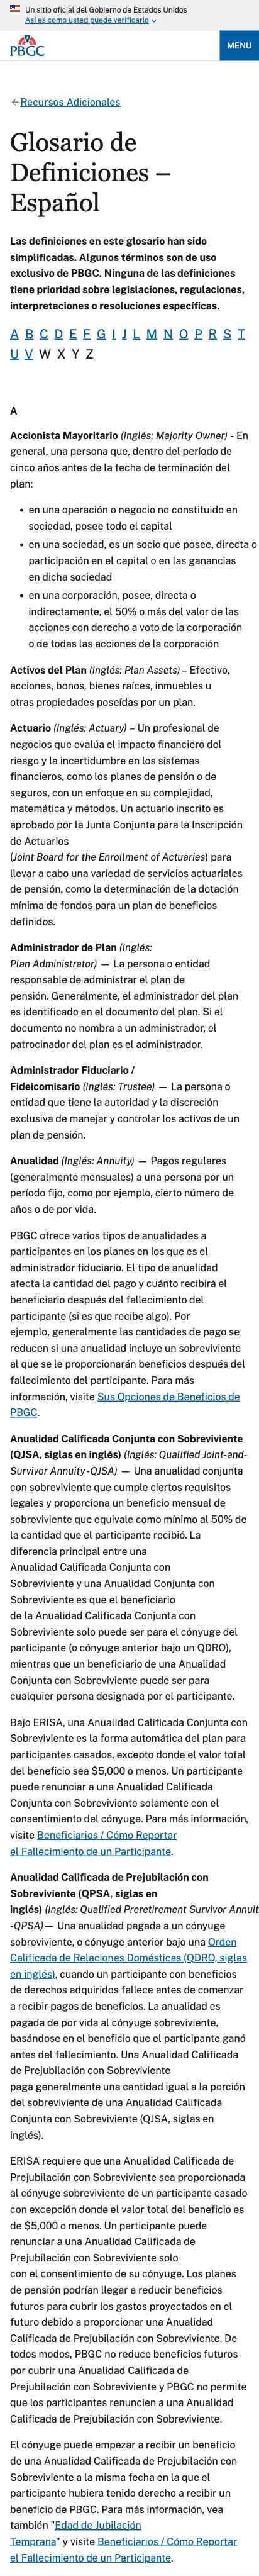 Un sitio oficial del Gobierno de Estados Unidos
Así es como usted puede verificarlo
PBGC
MENU
Recursos Adicionales
Glosario de
Definiciones –
Español
Las definiciones en este glosario han sido
simplificadas. Algunos términos son de uso
exclusivo de PBGC. Ninguna de las definiciones
tiene prioridad sobre legislaciones, regulaciones,
interpretaciones o resoluciones específicas.
A B C D E F G I J L M N O P R S T
U V W X Y Z
A
Accionista Mayoritario (Inglés: Majority Owner) - En
general, una persona que, dentro del período de
cinco años antes de la fecha de terminación del
plan:
• en una operación o negocio no constituido en
sociedad, posee todo el capital
• en una sociedad, es un socio que posee, directa o
participación en el capital o en las ganancias
en dicha sociedad
• en una corporación, posee, directa o
indirectamente, el 50% o más del valor de las
acciones con derecho a voto de la corporación
o de todas las acciones de la corporación
Activos del Plan (Inglés: Plan Assets) – Efectivo,
acciones, bonos, bienes raíces, inmuebles u
otras propiedades poseídas por un plan.
Actuario (Inglés: Actuary) – Un profesional de
negocios que evalúa el impacto financiero del
riesgo y la incertidumbre en los sistemas
financieros, como los planes de pensión o de
seguros, con un enfoque en su complejidad,
matemática y métodos. Un actuario inscrito es
aprobado por la Junta Conjunta para la Inscripción
de Actuarios
(Joint Board for the Enrollment of Actuaries) para
llevar a cabo una variedad de servicios actuariales
de pensión, como la determinación de la dotación
mínima de fondos para un plan de beneficios
definidos.
Administrador de Plan (Inglés:
Plan Administrator) — La persona o entidad
responsable de administrar el plan de
pensión. Generalmente, el administrador del plan
es identificado en el documento del plan. Si el
documento no nombra a un administrador, el
patrocinador del plan es el administrador.
Administrador Fiduciario /
Fideicomisario (Inglés: Trustee) — La persona o
entidad que tiene la autoridad y la discreción
exclusiva de manejar y controlar los activos de un
plan de pensión.
Anualidad (Inglés: Annuity) — Pagos regulares
(generalmente mensuales) a una persona por un
período fijo, como por ejemplo, cierto número de
años o de por vida.
PBGC ofrece varios tipos de anualidades a
participantes en los planes en los que es el
administrador fiduciario. El tipo de anualidad
afecta la cantidad del pago y cuánto recibirá el
beneficiario después del fallecimiento del
participante (si es que recibe algo). Por
ejemplo, generalmente las cantidades de pago se
reducen si una anualidad incluye un sobreviviente
al que se le proporcionarán beneficios después del
fallecimiento del participante. Para más
información, visite Sus Opciones de Beneficios de
PBGC.
Anualidad Calificada Conjunta con Sobreviviente
(QJSA, siglas en inglés) (Inglés: Qualified Joint-and-
Survivor Annuity -QJSA) — Una anualidad conjunta
con sobreviviente que cumple ciertos requisitos
legales y proporciona un beneficio mensual de
sobreviviente que equivale como mínimo al 50% de
la cantidad que el participante recibió. La
diferencia principal entre una
Anualidad Calificada Conjunta con
Sobreviviente y una Anualidad Conjunta con
Sobreviviente es que el beneficiario
de la Anualidad Calificada Conjunta con
Sobreviviente solo puede ser para el cónyuge del
participante (o cónyuge anterior bajo un QDRO),
mientras que un beneficiario de una Anualidad
Conjunta con Sobreviviente puede ser para
cualquier persona designada por el participante.
Bajo ERISA, una Anualidad Calificada Conjunta con
Sobreviviente es la forma automática del plan para
participantes casados, excepto donde el valor total
del beneficio sea $5,000 o menos. Un participante
puede renunciar a una Anualidad Calificada
Conjunta con Sobreviviente solamente con el
consentimiento del cónyuge. Para más información,
visite Beneficiarios / Cómo Reportar
el Fallecimiento de un Participante.
Anualidad Calificada de Prejubilación con
Sobreviviente (QPSA, siglas en
inglés) (Inglés: Qualified Preretirement Survivor Annuit
-QPSA) — Una anualidad pagada a un cónyuge
sobreviviente, o cónyuge anterior bajo una Orden
Calificada de Relaciones Domésticas (QDRO, siglas
en inglés), cuando un participante con beneficios
de derechos adquiridos fallece antes de comenzar
a recibir pagos de beneficios. La anualidad es
pagada de por vida al cónyuge sobreviviente,
basándose en el beneficio que el participante ganó
antes del fallecimiento. Una Anualidad Calificada
de Prejubilación con Sobreviviente
paga generalmente una cantidad igual a la porción
del sobreviviente de una Anualidad Calificada
Conjunta con Sobreviviente (QJSA, siglas en
inglés).
ERISA requiere que una Anualidad Calificada de
Prejubilación con Sobreviviente sea proporcionada
al cónyuge sobreviviente de un participante casado
con excepción donde el valor total del beneficio es
de $5,000 o menos. Un participante puede
renunciar a una Anualidad Calificada de
Prejubilación con Sobreviviente solo
con el consentimiento de su cónyuge. Los planes
de pensión podrían llegar a reducir beneficios
futuros para cubrir los gastos proyectados en el
futuro debido a proporcionar una Anualidad
Calificada de Prejubilación con Sobreviviente. De
todos modos, PBGC no reduce beneficios futuros
por cubrir una Anualidad Calificada de
Prejubilación con Sobreviviente y PBGC no permite
que los participantes renuncien a una Anualidad
Calificada de Prejubilación con Sobreviviente.
El cónyuge puede empezar a recibir un beneficio
de una Anualidad Calificada de Prejubilación con
Sobreviviente a la misma fecha en la que el
participante hubiera tenido derecho a recibir un
beneficio de PBGC. Para más información, vea
también "Edad de Jubilación
Temprana" y visite Beneficiarios / Cómo Reportar
el Fallecimiento de un Participante.